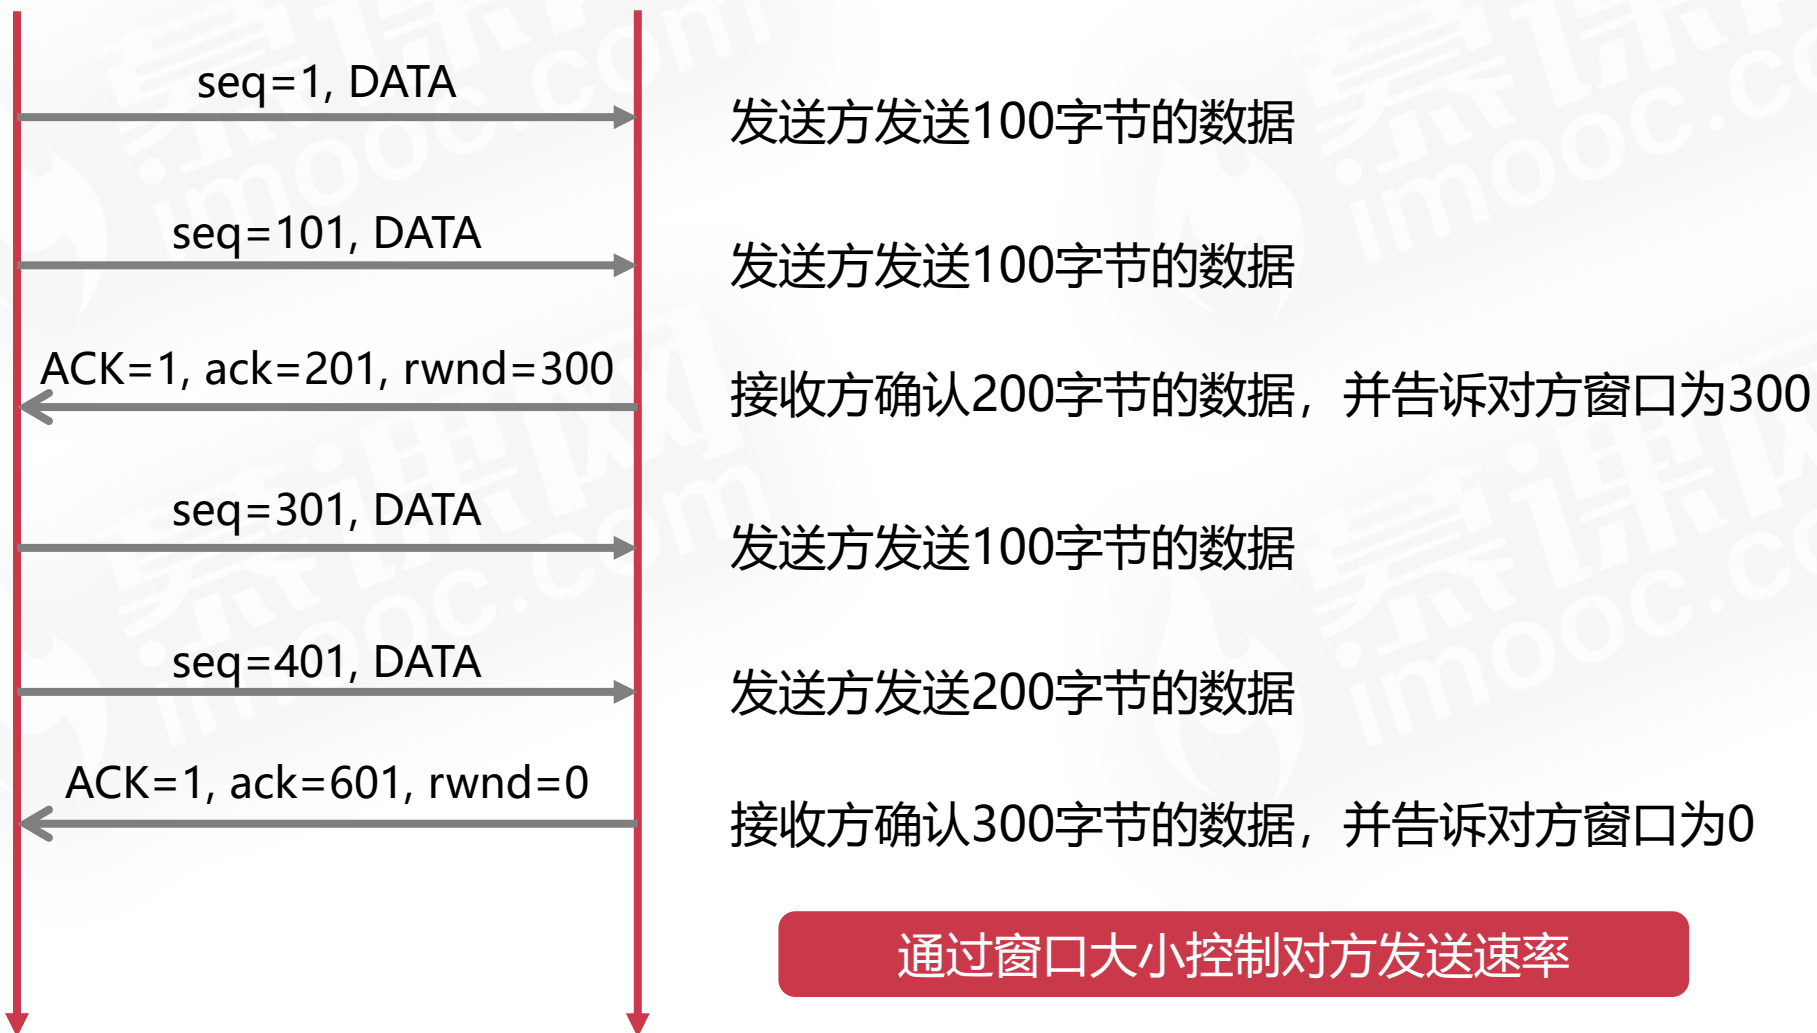 seq=1, DATA
发送方发送100字节的数据
seq=101, DATA
发送方发送100字节的数据
ACK=1, ack=201, rwnd=300
接收方确认200字节的数据，并告诉对方窗口为300
seq=301, DATA
发送方发送100字节的数据
seq=401, DATA
发送方发送200字节的数据
ACK=1, ack=601, rwnd=0
接收方确认300字节的数据，并告诉对方窗口为0
通过窗口大小控制对方发送速率
慕课网
imooc.com